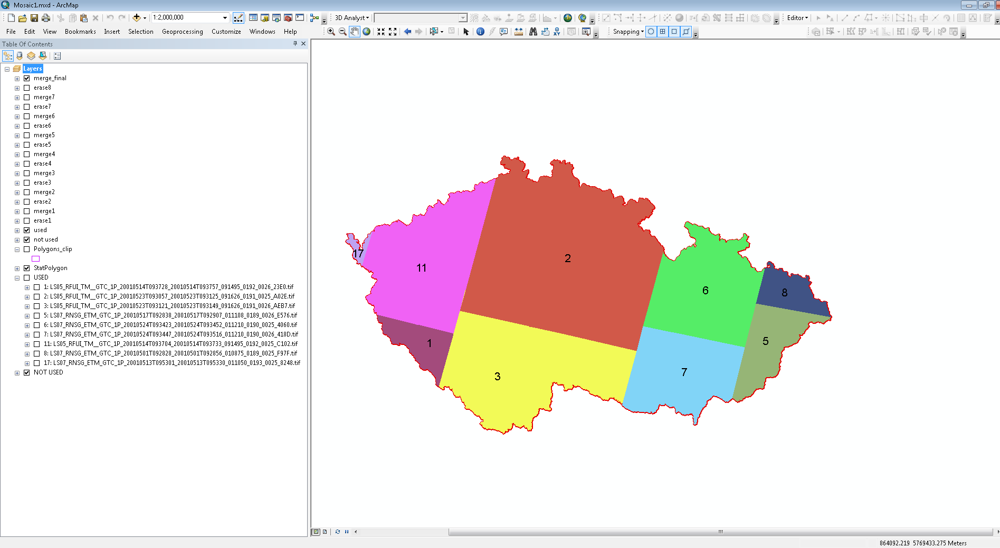 Mosaic1.mxd - ArcMap
1:2,000,000
3D Analyst
Editor
File Edit View Bookmarks Insert Selection Geoprocessing Customize Windows Help
Snapping
Table Of Contents
Layers
merge_final
erase8
merge7
erase7
merge6
erase6
merge5
erase5
merge4
erase4
merge3
erase3
merge2
erase2
merge1
erase1
used
not used
Polygons_clip
StatPolygon
USED
1: LS05_RFUI_TM__GTC_1P_20010514T093728_20010514T093757_091495_0192_0026_23E0.tif
2: LS05_RFUI_TM__GTC_1P_20010523T093057_20010523T093125_091626_0191_0025_A02E.tif
3: LS05_RFUI_TM__GTC_1P_20010523T093121_20010523T093149_091626_0191_0026_AEB7.tif
5: LS07_RNSG_ETM_GTC_1P_20010517T092838_20010517T092907_011108_0189_0026_E576.tif
6: LS07_RNSG_ETM_GTC_1P_20010524T093423_20010524T093452_011210_0190_0025_4060.tif
7: LS07_RNSG_ETM_GTC_1P_20010524T093447_20010524T093516_011210_0190_0026_418D.tif
11: LS05_RFUI_TM__GTC_1P_20010514T093704_20010514T093733_091495_0192_0025_C102.tif
8: LS07_RNSG_ETM_GTC_1P_20010501T092828_20010501T092856_010875_0189_0025_F97F.tif
17: LS07_RNSG_ETM_GTC_1P_20010513T095301_20010513T095330_011050_0193_0025_8248.tif
NOT USED
17
11
2
6
8
1
5
3
7
864092.219 5769433.275 Meters